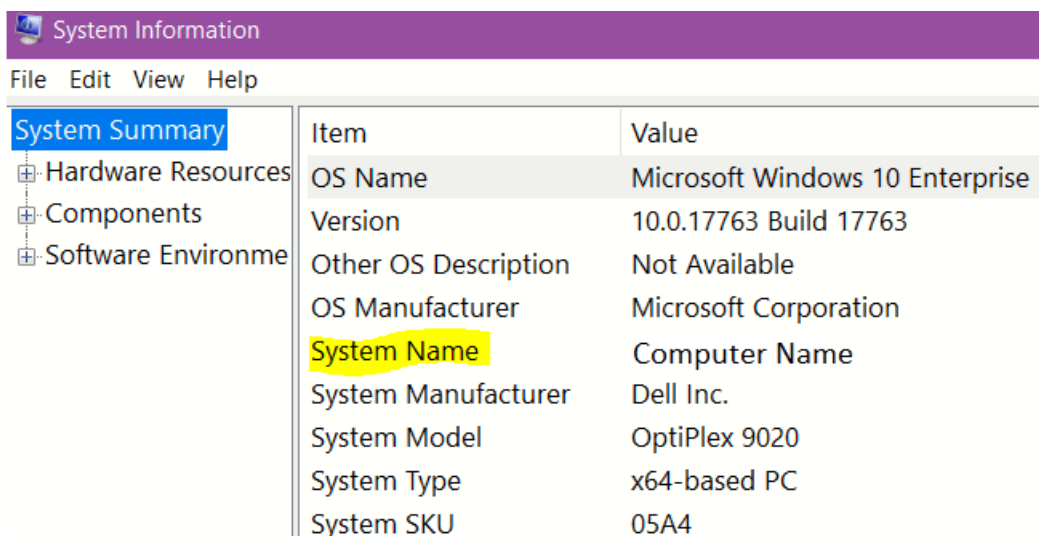 System Information
File Edit View Help
System Summary
Hardware Resources
Components
Software Environme
Item Value
OS Name Microsoft Windows 10 Enterprise
Version 10.0.17763 Build 17763
Other OS Description Not Available
OS Manufacturer Microsoft Corporation
System Name Computer Name
System Manufacturer Dell Inc.
System Model OptiPlex 9020
System Type x64-based PC
System SKU 05A4